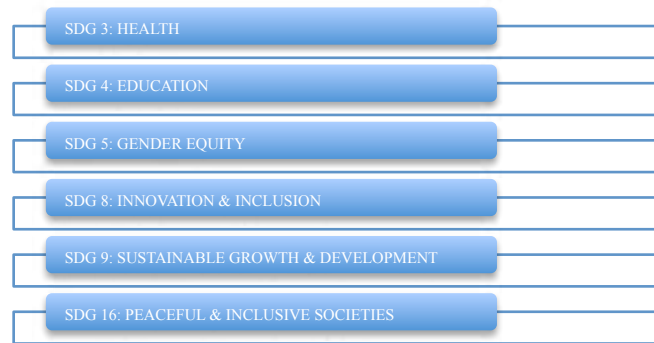 SDG 3: HEALTH
SDG 4: EDUCATION
SDG 5: GENDER EQUITY
SDG 8: INNOVATION & INCLUSION
SDG 9: SUSTAINABLE GROWTH & DEVELOPMENT
SDG 16: PEACEFUL & INCLUSIVE SOCIETIES